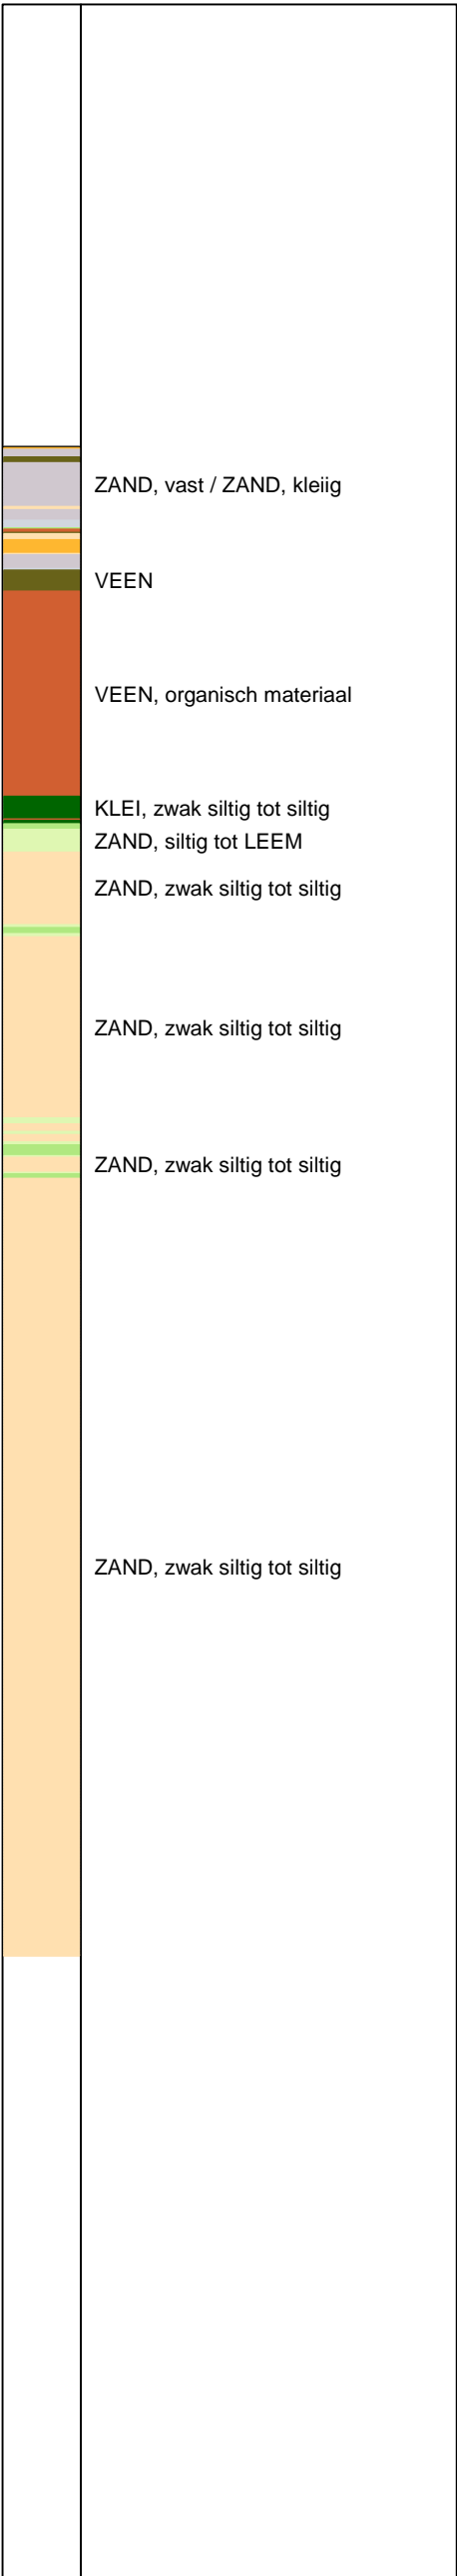 ZAND, vast / ZAND, kleiig
VEEN
VEEN, organisch materiaal
KLEI, zwak siltig tot siltig
ZAND, siltig tot LEEM
ZAND, zwak siltig tot siltig
ZAND, zwak siltig tot siltig
ZAND, zwak siltig tot siltig
ZAND, zwak siltig tot siltig